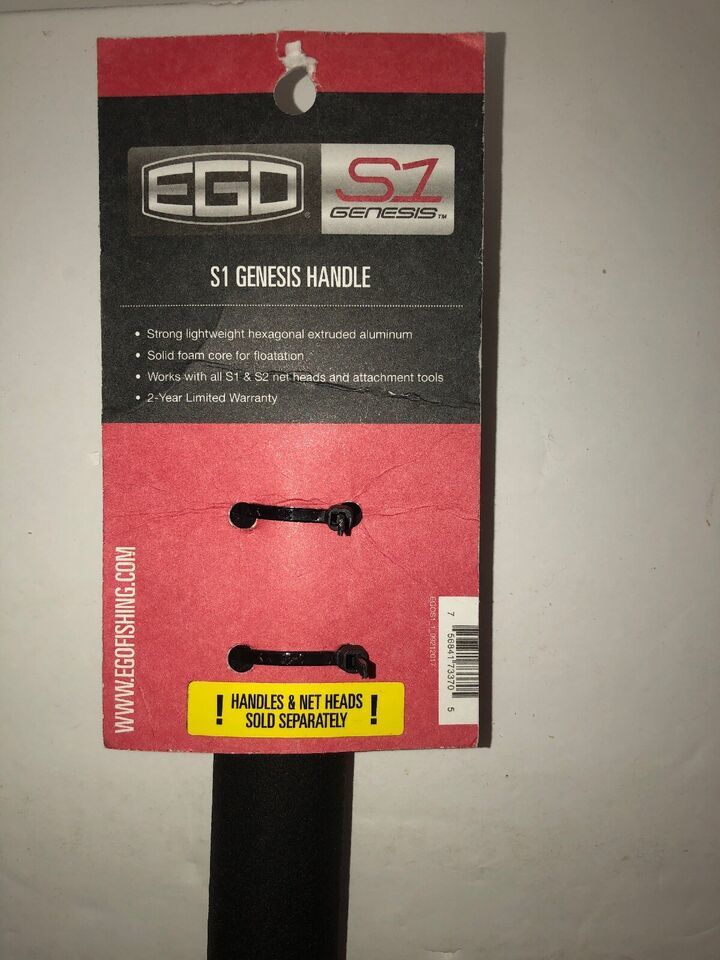 EGO®
S1
GENESIS™
S1 GENESIS HANDLE
• Strong lightweight hexagonal extruded aluminum
• Solid foam core for floatation
• Works with all S1 & S2 net heads and attachment tools
• 2-Year Limited Warranty
WWW.EGOFISHING.COM
! HANDLES & NET HEADS !
SOLD SEPARATELY
7 56841 73370 5